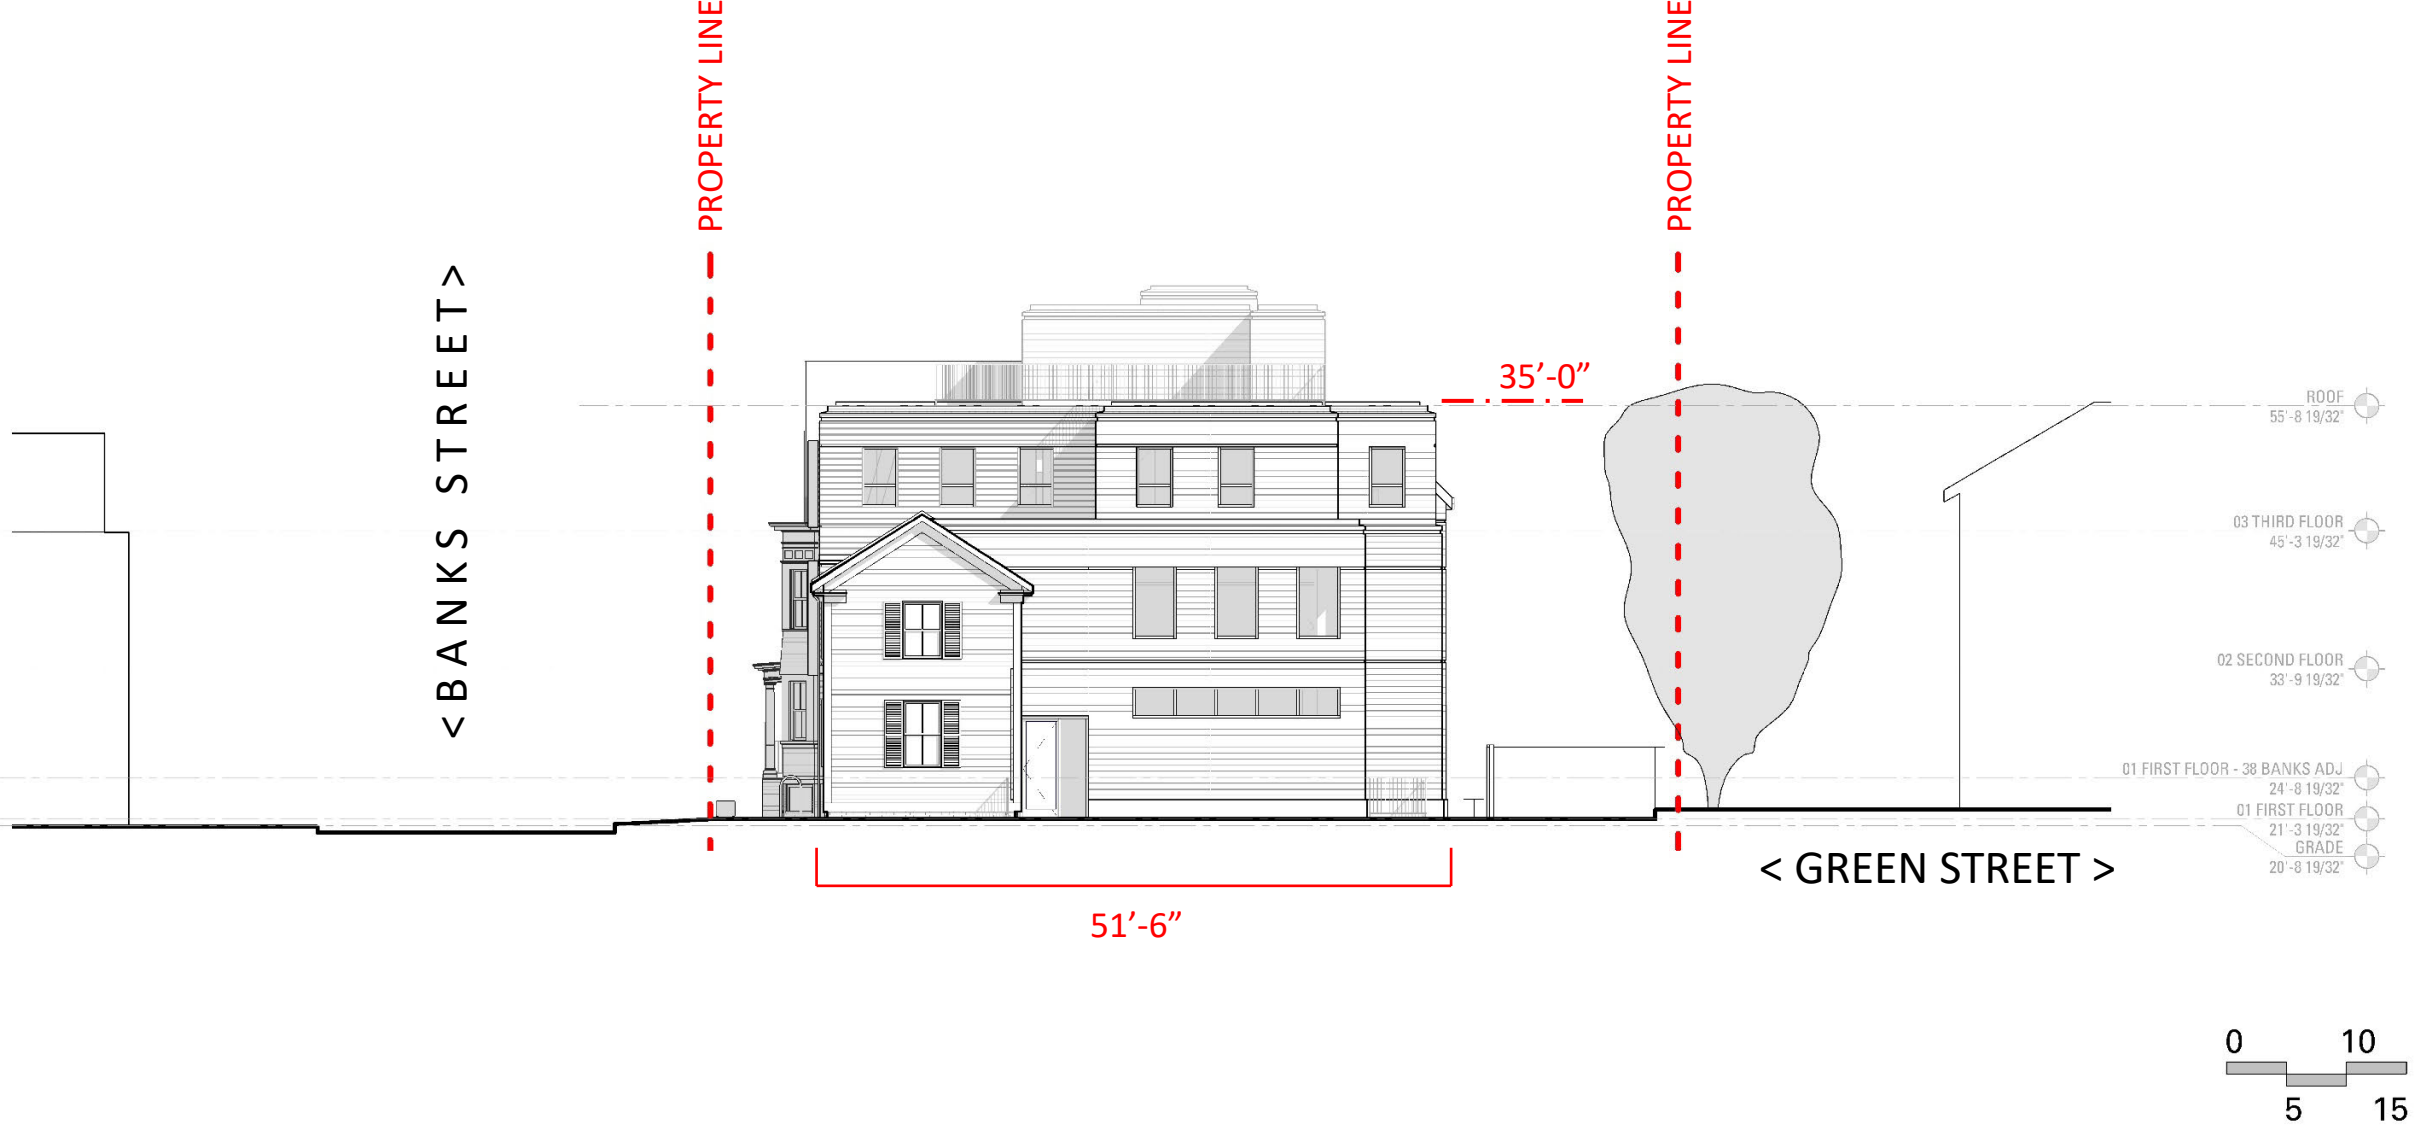 PROPERTY LINE
PROPERTY LINE
<BANKS STREET>
35’-0”
ROOF
55'-8 19/32"
03 THIRD FLOOR
45'-3 19/32"
02 SECOND FLOOR
33'-9 19/32"
01 FIRST FLOOR - 38 BANKS ADJ
24'-8 19/32"
01 FIRST FLOOR
21'-3 19/32"
GRADE
20'-8 19/32"
< GREEN STREET >
51’-6”
0 10
5 15